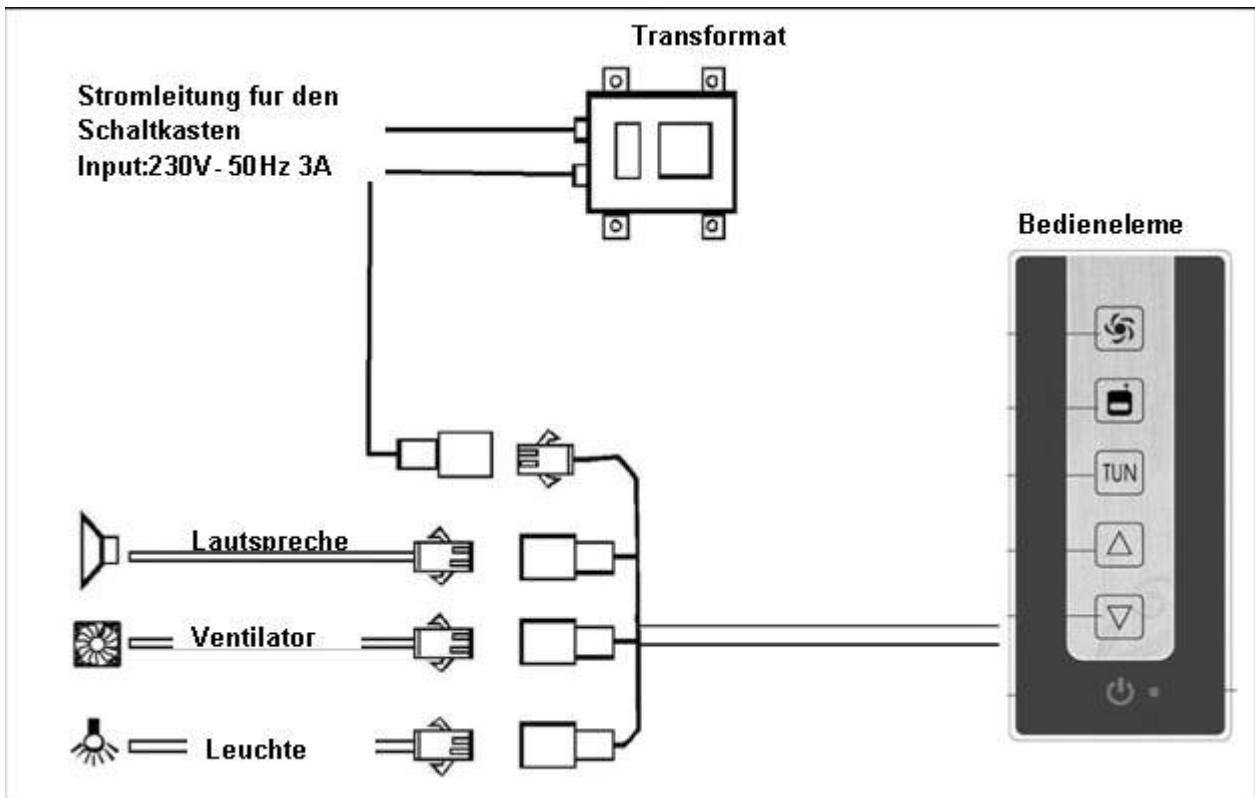 Transformat
Stromleitung fur den
Schaltkasten
Input:230V- 50Hz 3A
Bedieneleme
TUN
Lautspreche
Ventilator
Leuchte